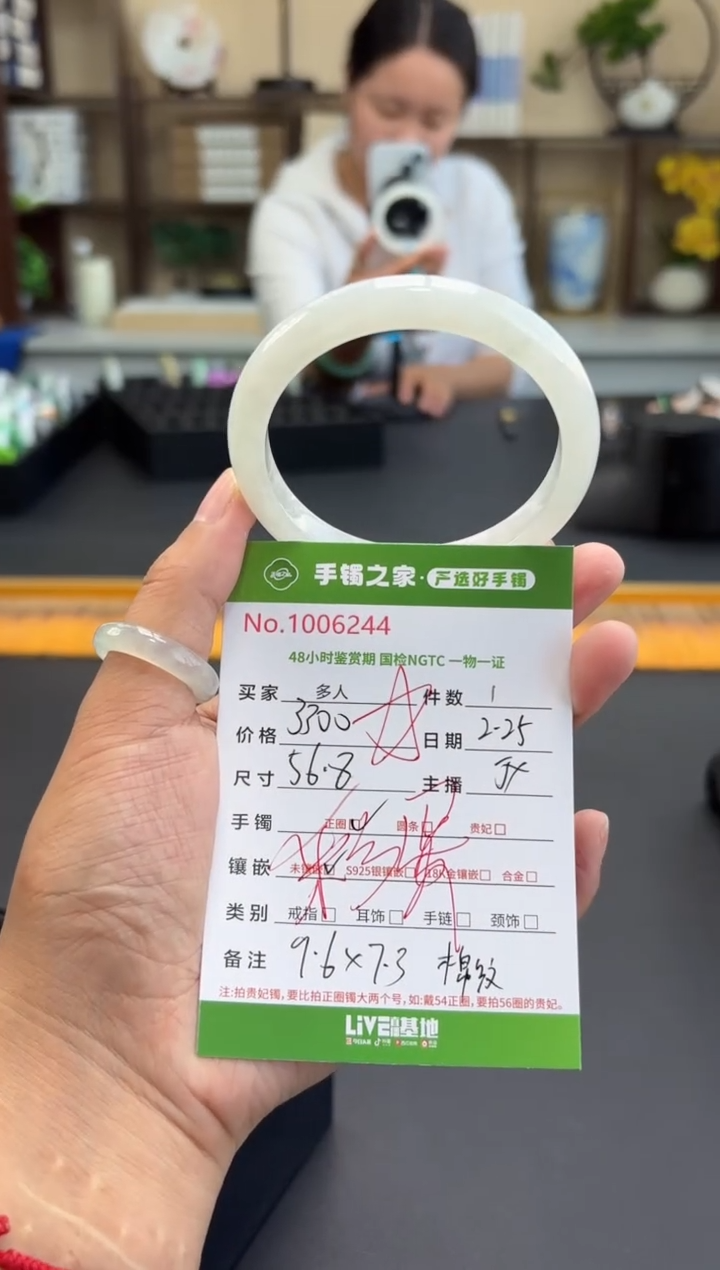 手镯之家·严选好手镯
No.1006244
48小时鉴赏期 国检NGTC 一物一证
买家 多人 件数 1
价格 3300 日期 2-25
尺寸 56.8 主播
手镯 正圈 圆条 贵妃
镶嵌 未镶嵌 S925银镶嵌 18K金镶嵌 合金
类别 戒指 耳饰 手链 颈饰
备注 9.6×7.3 棉纹
注:拍贵妃镯,要比拍正圈镯大两个号,如:戴54正圈,要拍56圈的贵妃。
LiVE直播基地